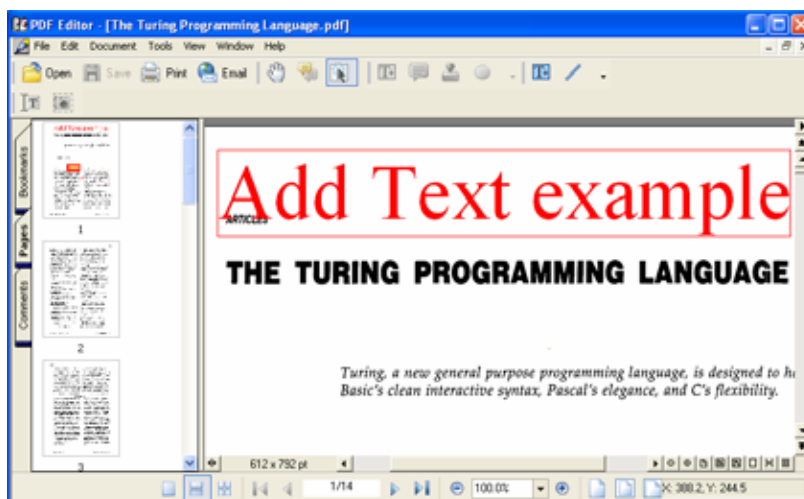 PDF Editor - [The Turing Programming Language.pdf]
File Edit Document Tools View Window Help
Open Save Print Email
Bookmarks
Pages
Comments
1
2
3
Add Text example
ARTICLES
THE TURING PROGRAMMING LANGUAGE
Turing, a new general purpose programming language, is designed to h
Basic's clean interactive syntax, Pascal's elegance, and C's flexibility.
612 x 792 pt
1/14
100.0%
X: 388.2, Y: 244.5